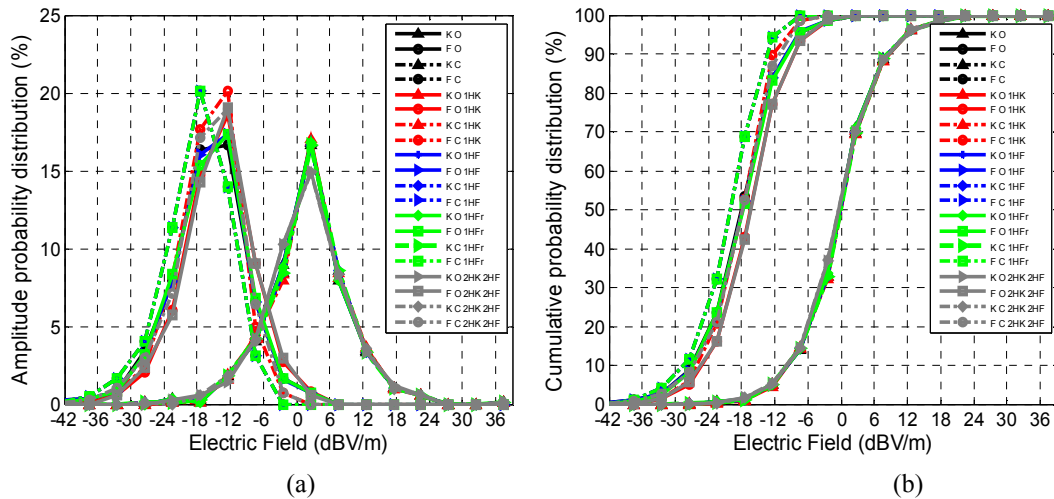 Amplitude probability distribution (%)
25
20
15
10
5
0
-42 -36 -30 -24 -18 -12 -6 0 6 12 18 24 30 36
Electric Field (dBV/m)
K O
F O
K C
F C
K O 1HK
F O 1HK
K C 1HK
F C 1HK
K O 1HF
F O 1HF
K C 1HF
F C 1HF
K O 1HFr
F O 1HFr
K C 1HFr
F C 1HFr
K O 2HK 2HF
F O 2HK 2HF
K C 2HK 2HF
F C 2HK 2HF
(a)
Cumulative probability distribution (%)
100
90
80
70
60
50
40
30
20
10
0
-42 -36 -30 -24 -18 -12 -6 0 6 12 18 24 30 36
Electric Field (dBV/m)
K O
F O
K C
F C
K O 1HK
F O 1HK
K C 1HK
F C 1HK
K O 1HF
F O 1HF
K C 1HF
F C 1HF
K O 1HFr
F O 1HFr
K C 1HFr
F C 1HFr
K O 2HK 2HF
F O 2HK 2HF
K C 2HK 2HF
F C 2HK 2HF
(b)